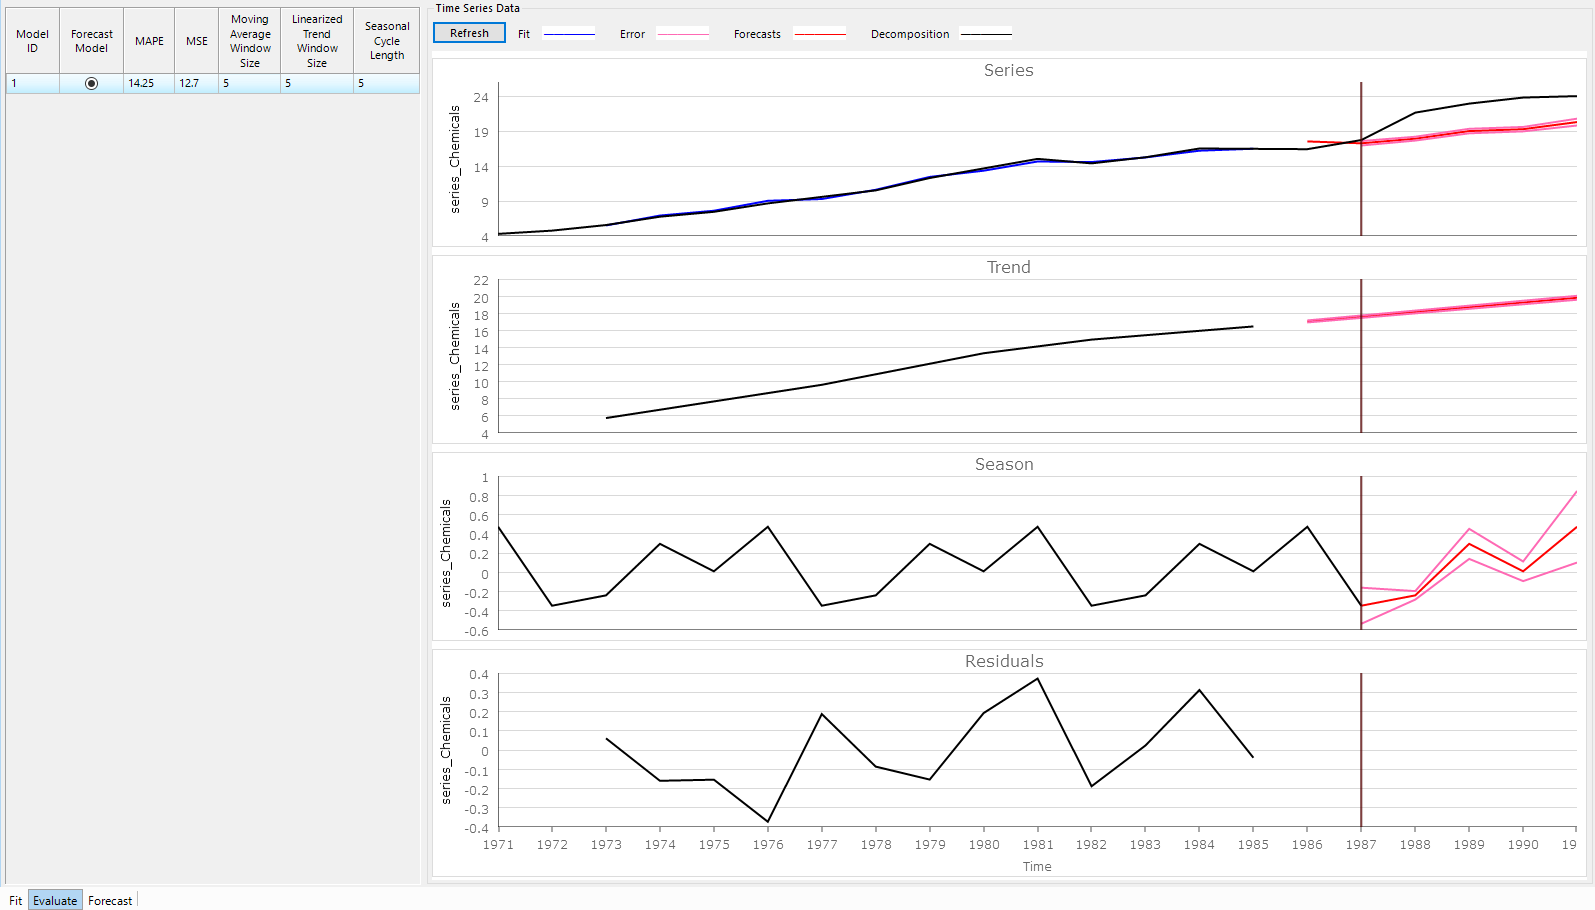 Model ID
Forecast Model
MAPE
MSE
Moving Average Window Size
Linearized Trend Window Size
Seasonal Cycle Length
1
14.25
12.7
5
5
5
Time Series Data
Refresh
Fit
Error
Forecasts
Decomposition
Series
series_Chemicals
24
19
14
9
4
Trend
series_Chemicals
22
20
18
16
14
12
10
8
6
4
Season
series_Chemicals
1
0.8
0.6
0.4
0.2
0
-0.2
-0.4
-0.6
Residuals
series_Chemicals
0.4
0.3
0.2
0.1
0
-0.1
-0.2
-0.3
-0.4
1971 1972 1973 1974 1975 1976 1977 1978 1979 1980 1981 1982 1983 1984 1985 1986 1987 1988 1989 1990 19
Time
Fit Evaluate Forecast